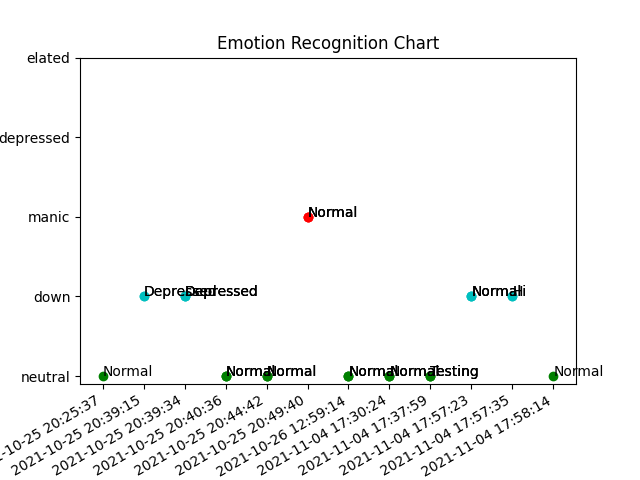 Emotion Recognition Chart
elated
depressed
manic
down
neutral
Normal
Depressed
Depressed
Normal
Hi
Normal
Normal
Normal
Normal
Normal
Testing
Normal
-10-25 20:25:37
2021-10-25 20:39:15
2021-10-25 20:39:34
2021-10-25 20:40:36
2021-10-25 20:44:42
2021-10-25 20:49:40
2021-10-26 12:59:14
2021-11-04 17:30:24
2021-11-04 17:37:59
2021-11-04 17:57:23
2021-11-04 17:57:35
2021-11-04 17:58:14